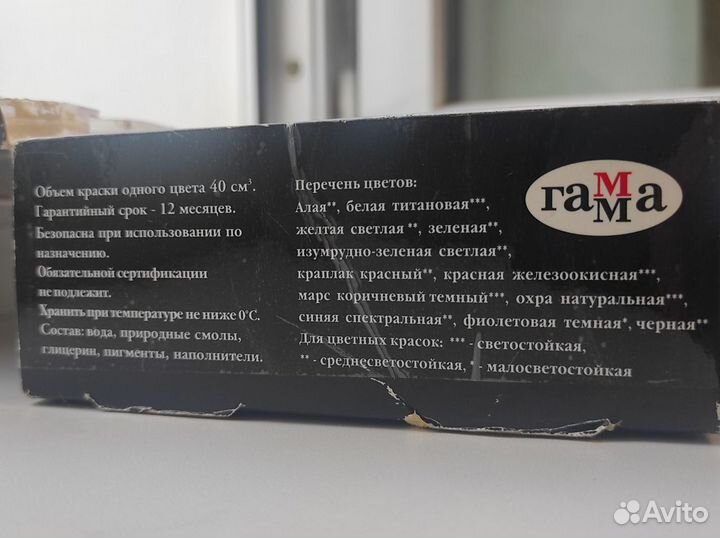 Объем краски одного цвета 40 см³.
Гарантийный срок - 12 месяцев.
Безопасна при использовании по
назначению.
Обязательной сертификации
не подлежит.
Хранить при температуре не ниже 0°С.
Состав: вода, природные смолы,
глицерин, пигменты, наполнители.
Перечень цветов:
Алая**, белая титановая***,
желтая светлая **, зеленая**,
изумрудно-зеленая светлая**,
краплак красный**, красная железоокисная***,
марс коричневый темный***, охра натуральная***,
синяя спектральная**, фиолетовая темная*, черная**
Для цветных красок: *** - светостойкая,
** - среднесветостойкая, * - малосветостойкая
гамма
Avito